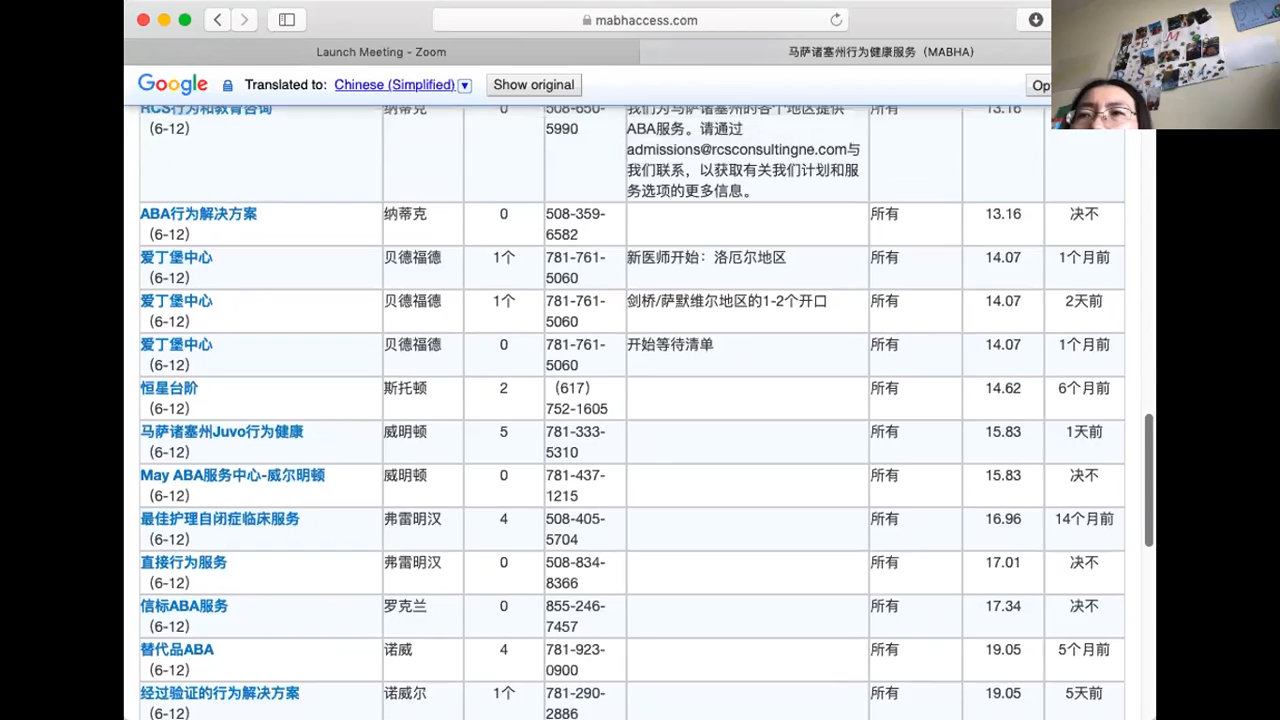 mabhaccess.com
Launch Meeting - Zoom
马萨诸塞州行为健康服务（MABHA）
Google Translated to: Chinese (Simplified) Show original Op
RCS行为和教育咨询 纳蒂克 0 508-650- 我们为马萨诸塞州的各个地区提供 所有 13.16
（6-12） 5990 ABA服务。请通过
admissions@rcsconsultingne.com与
我们联系，以获取有关我们计划和服
务选项的更多信息。
ABA行为解决方案 纳蒂克 0 508-359- 所有 13.16 决不
（6-12） 6582
爱丁堡中心 贝德福德 1个 781-761- 新医师开始：洛厄尔地区 所有 14.07 1个月前
（6-12） 5060
爱丁堡中心 贝德福德 1个 781-761- 剑桥/萨默维尔地区的1-2个开口 所有 14.07 2天前
（6-12） 5060
爱丁堡中心 贝德福德 0 781-761- 开始等待清单 所有 14.07 1个月前
（6-12） 5060
恒星台阶 斯托顿 2 （617） 所有 14.62 6个月前
（6-12） 752-1605
马萨诸塞州Juvo行为健康 威明顿 5 781-333- 所有 15.83 1天前
（6-12） 5310
May ABA服务中心-威尔明顿 威明顿 0 781-437- 所有 15.83 决不
（6-12） 1215
最佳护理自闭症临床服务 弗雷明汉 4 508-405- 所有 16.96 14个月前
（6-12） 5704
直接行为服务 弗雷明汉 0 508-834- 所有 17.01 决不
（6-12） 8366
信标ABA服务 罗克兰 0 855-246- 所有 17.34 决不
（6-12） 7457
替代品ABA 诺威 4 781-923- 所有 19.05 5个月前
（6-12） 0900
经过验证的行为解决方案 诺威尔 1个 781-290- 所有 19.05 5天前
（6-12） 2886